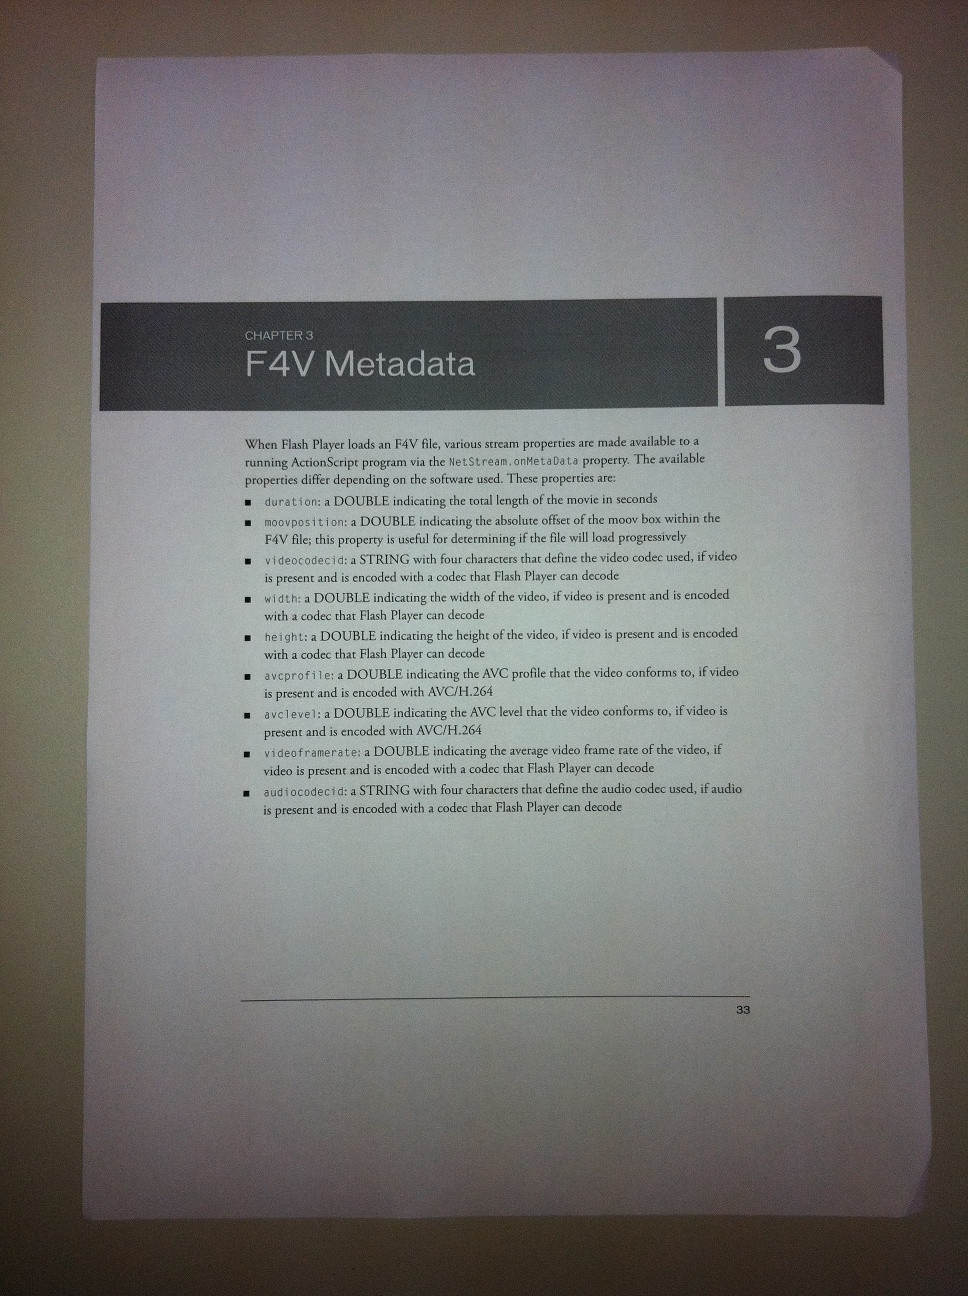 CHAPTER 3
F4V Metadata
3
When Flash Player loads an F4V file, various stream properties are made available to a
running ActionScript program via the NetStream.onMetaData property. The available
properties differ depending on the software used. These properties are:
■ duration: a DOUBLE indicating the total length of the movie in seconds
■ moovposition: a DOUBLE indicating the absolute offset of the moov box within the
F4V file; this property is useful for determining if the file will load progressively
■ videocodecid: a STRING with four characters that define the video codec used, if video
is present and is encoded with a codec that Flash Player can decode
■ width: a DOUBLE indicating the width of the video, if video is present and is encoded
with a codec that Flash Player can decode
■ height: a DOUBLE indicating the height of the video, if video is present and is encoded
with a codec that Flash Player can decode
■ avcprofile: a DOUBLE indicating the AVC profile that the video conforms to, if video
is present and is encoded with AVC/H.264
■ avclevel: a DOUBLE indicating the AVC level that the video conforms to, if video is
present and is encoded with AVC/H.264
■ videoframerate: a DOUBLE indicating the average video frame rate of the video, if
video is present and is encoded with a codec that Flash Player can decode
■ audiocodecid: a STRING with four characters that define the audio codec used, if audio
is present and is encoded with a codec that Flash Player can decode
33